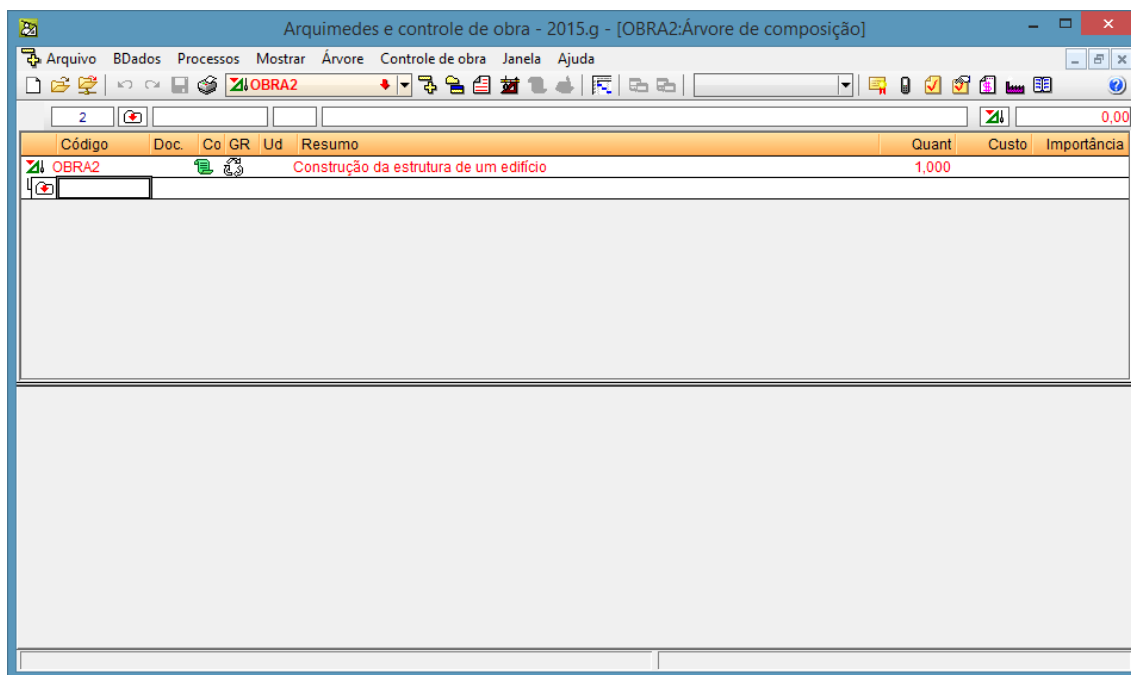 Arquimedes e controle de obra - 2015.g - [OBRA2:Árvore de composição]
Arquivo BDados Processos Mostrar Árvore Controle de obra Janela Ajuda
OBRA2
2 0,00
Código Doc. Co GR Ud Resumo Quant Custo Importância
OBRA2 Construção da estrutura de um edifício 1,000